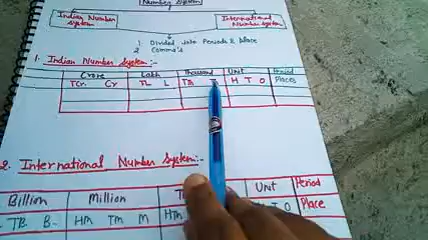 Number System
Indian Number System
International Number System
1 Divided into Periods & Place
2 Comma's
1. Indian Number System :-
Crore Lakh Thousand Unit Period
TCr Cr TL L Tth H T O Places
2. International Number System:-
Billion Million Unit Period
TB. B- Hm Tm M HTh T O Place